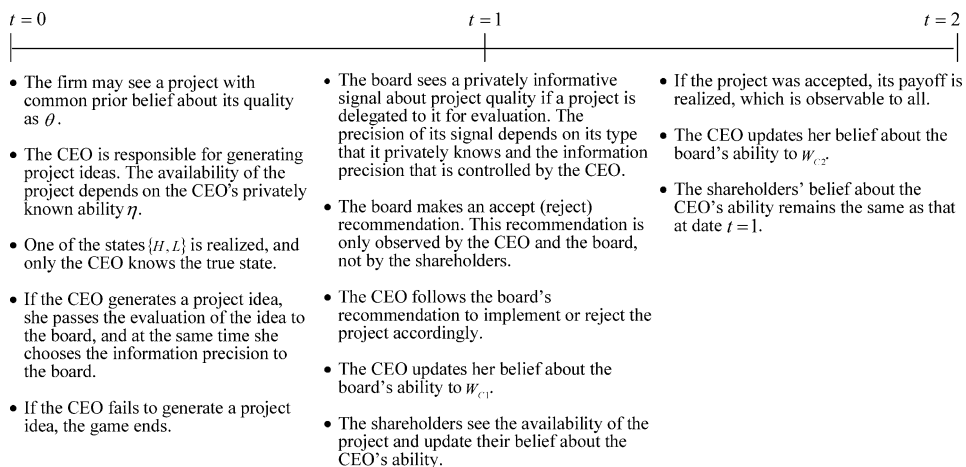 t = 0
t = 1
t = 2
• The firm may see a project with
common prior belief about its quality
as θ.
• The CEO is responsible for generating
project ideas. The availability of the
project depends on the CEO's privately
known ability η.
• One of the states {H, L} is realized, and
only the CEO knows the true state.
• If the CEO generates a project idea,
she passes the evaluation of the idea to
the board, and at the same time she
chooses the information precision to
the board.
• If the CEO fails to generate a project
idea, the game ends.
• The board sees a privately informative
signal about project quality if a project is
delegated to it for evaluation. The
precision of its signal depends on its type
that it privately knows and the information
precision that is controlled by the CEO.
• The board makes an accept (reject)
recommendation. This recommendation is
only observed by the CEO and the board,
not by the shareholders.
• The CEO follows the board's
recommendation to implement or reject the
project accordingly.
• The CEO updates her belief about the
board's ability to W_{C1}.
• The shareholders see the availability of the
project and update their belief about the
CEO's ability.
• If the project was accepted, its payoff is
realized, which is observable to all.
• The CEO updates her belief about the
board's ability to W_{C2}.
• The shareholders' belief about the
CEO's ability remains the same as that
at date t = 1.